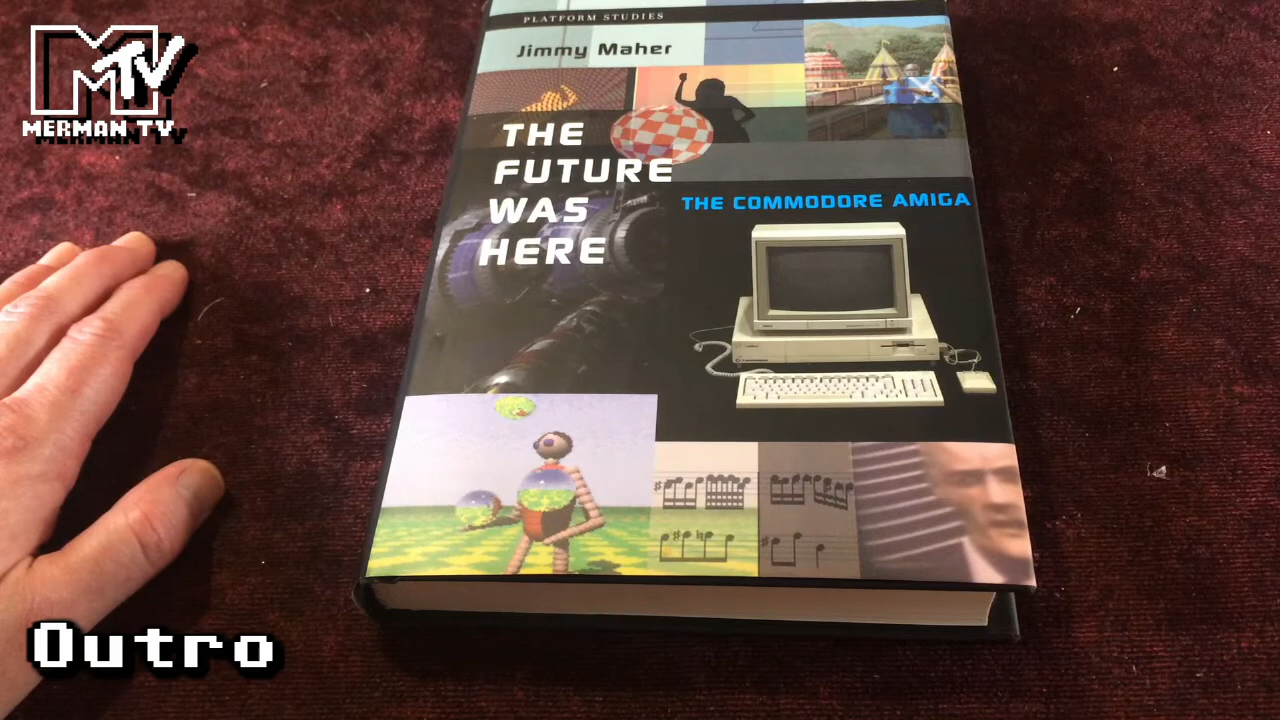 PLATFORM STUDIES
Jimmy Maher
MTV
MERMAN TV
THE
FUTURE
WAS
HERE
THE COMMODORE AMIGA
Outro